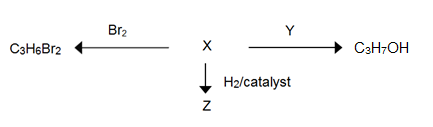 Br₂ Y
C₃H₆Br₂ X C₃H₇OH
H₂/catalyst
Z